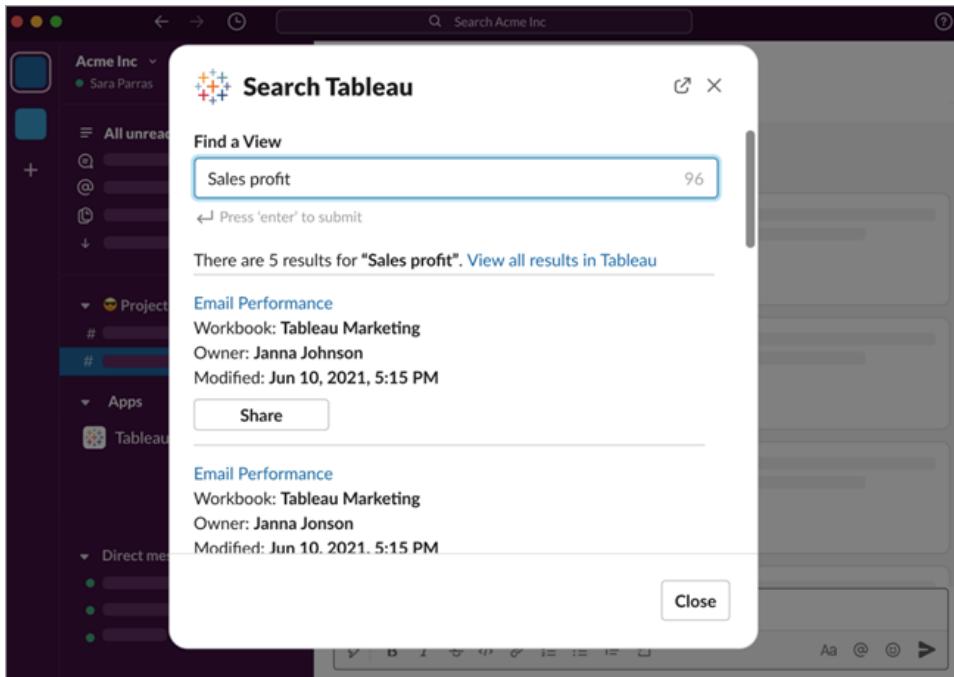 Search Acme Inc
Acme Inc
Sara Parras
All unread
Project
Apps
Tableau
Direct mes
Search Tableau
Find a View
Sales profit 96
Press 'enter' to submit
There are 5 results for “Sales profit”. View all results in Tableau
Email Performance
Workbook: Tableau Marketing
Owner: Janna Johnson
Modified: Jun 10, 2021, 5:15 PM
Share
Email Performance
Workbook: Tableau Marketing
Owner: Janna Jonson
Modified: Jun 10, 2021, 5:15 PM
Close
B I
Aa @